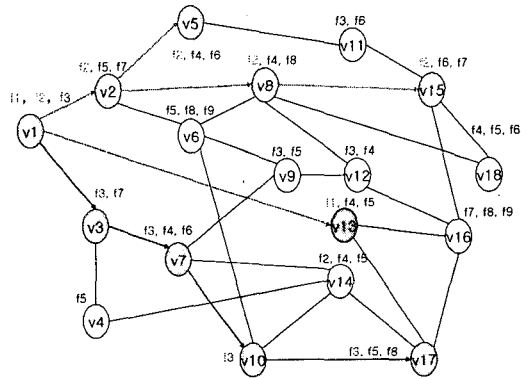 v5
f3, f6
v11
f2, f4, f6
f2, f5, f7
v2
f2, f4, f8
v8
f2, f6, f7
v15
f1, f2, f3
v1
f5, f8, f9
v6
f4, f5, f6
v18
f3, f5
v9
f3, f4
v12
f3, f7
v3
f1, f4, f5
v13
f7, f8, f9
v16
f3, f4, f6
v7
f2, f4, f5
v14
f5
v4
f3
v10
f3, f5, f8
v17